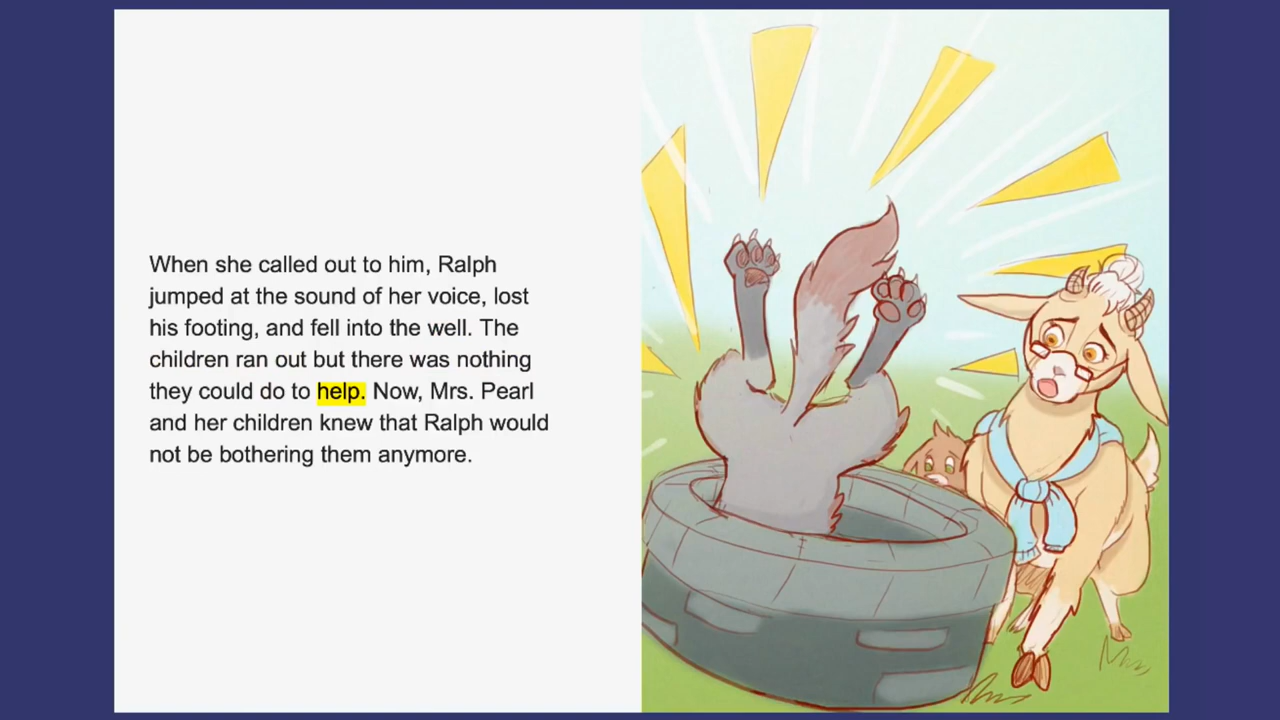 When she called out to him, Ralph
jumped at the sound of her voice, lost
his footing, and fell into the well. The
children ran out but there was nothing
they could do to help. Now, Mrs. Pearl
and her children knew that Ralph would
not be bothering them anymore.